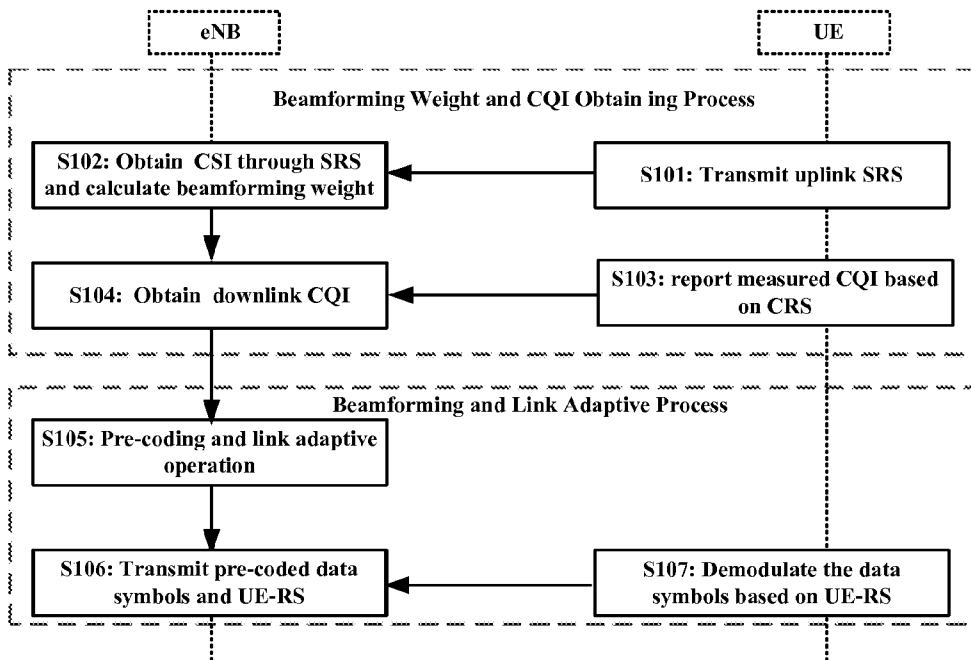 eNB
UE
Beamforming Weight and CQI Obtain ing Process
S102: Obtain CSI through SRS
and calculate beamforming weight
S101: Transmit uplink SRS
S104: Obtain downlink CQI
S103: report measured CQI based
on CRS
Beamforming and Link Adaptive Process
S105: Pre-coding and link adaptive
operation
S106: Transmit pre-coded data
symbols and UE-RS
S107: Demodulate the data
symbols based on UE-RS